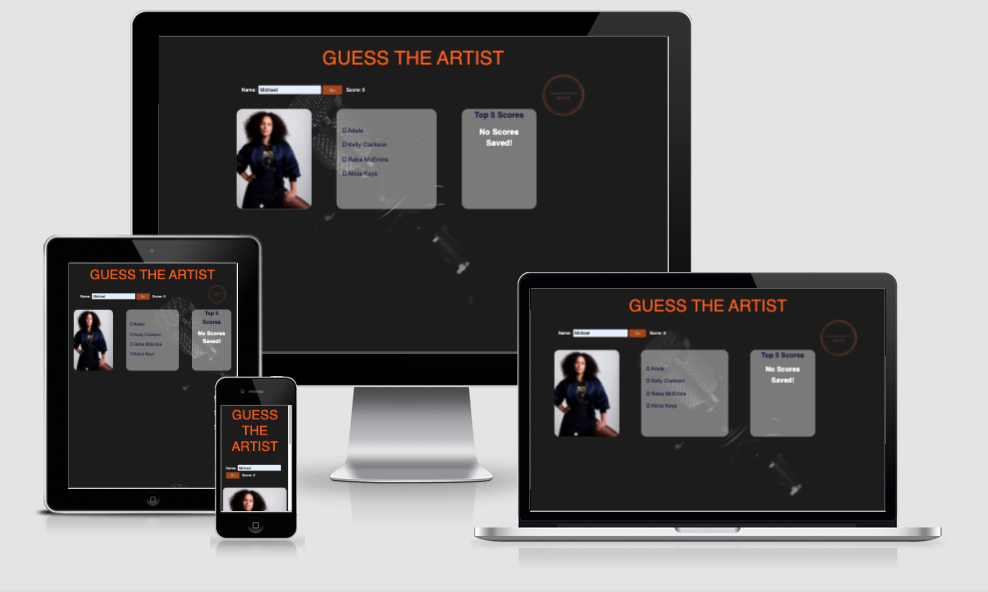 GUESS THE ARTIST
Name: Michael Go Score: 0
Adele
Kelly Clarkson
Reba McEntire
Alicia Keys
Top 5 Scores
No Scores
Saved!
GUESS THE ARTIST
Name: Michael Go Score: 0
Adele
Kelly Clarkson
Reba McEntire
Alicia Keys
Top 5
Scores
No Scores
Saved!
GUESS
THE
ARTIST
Name: Michael
Go Score: 0
GUESS THE ARTIST
Name: Michael Go Score: 0
Adele
Kelly Clarkson
Reba McEntire
Alicia Keys
Top 5 Scores
No Scores
Saved!